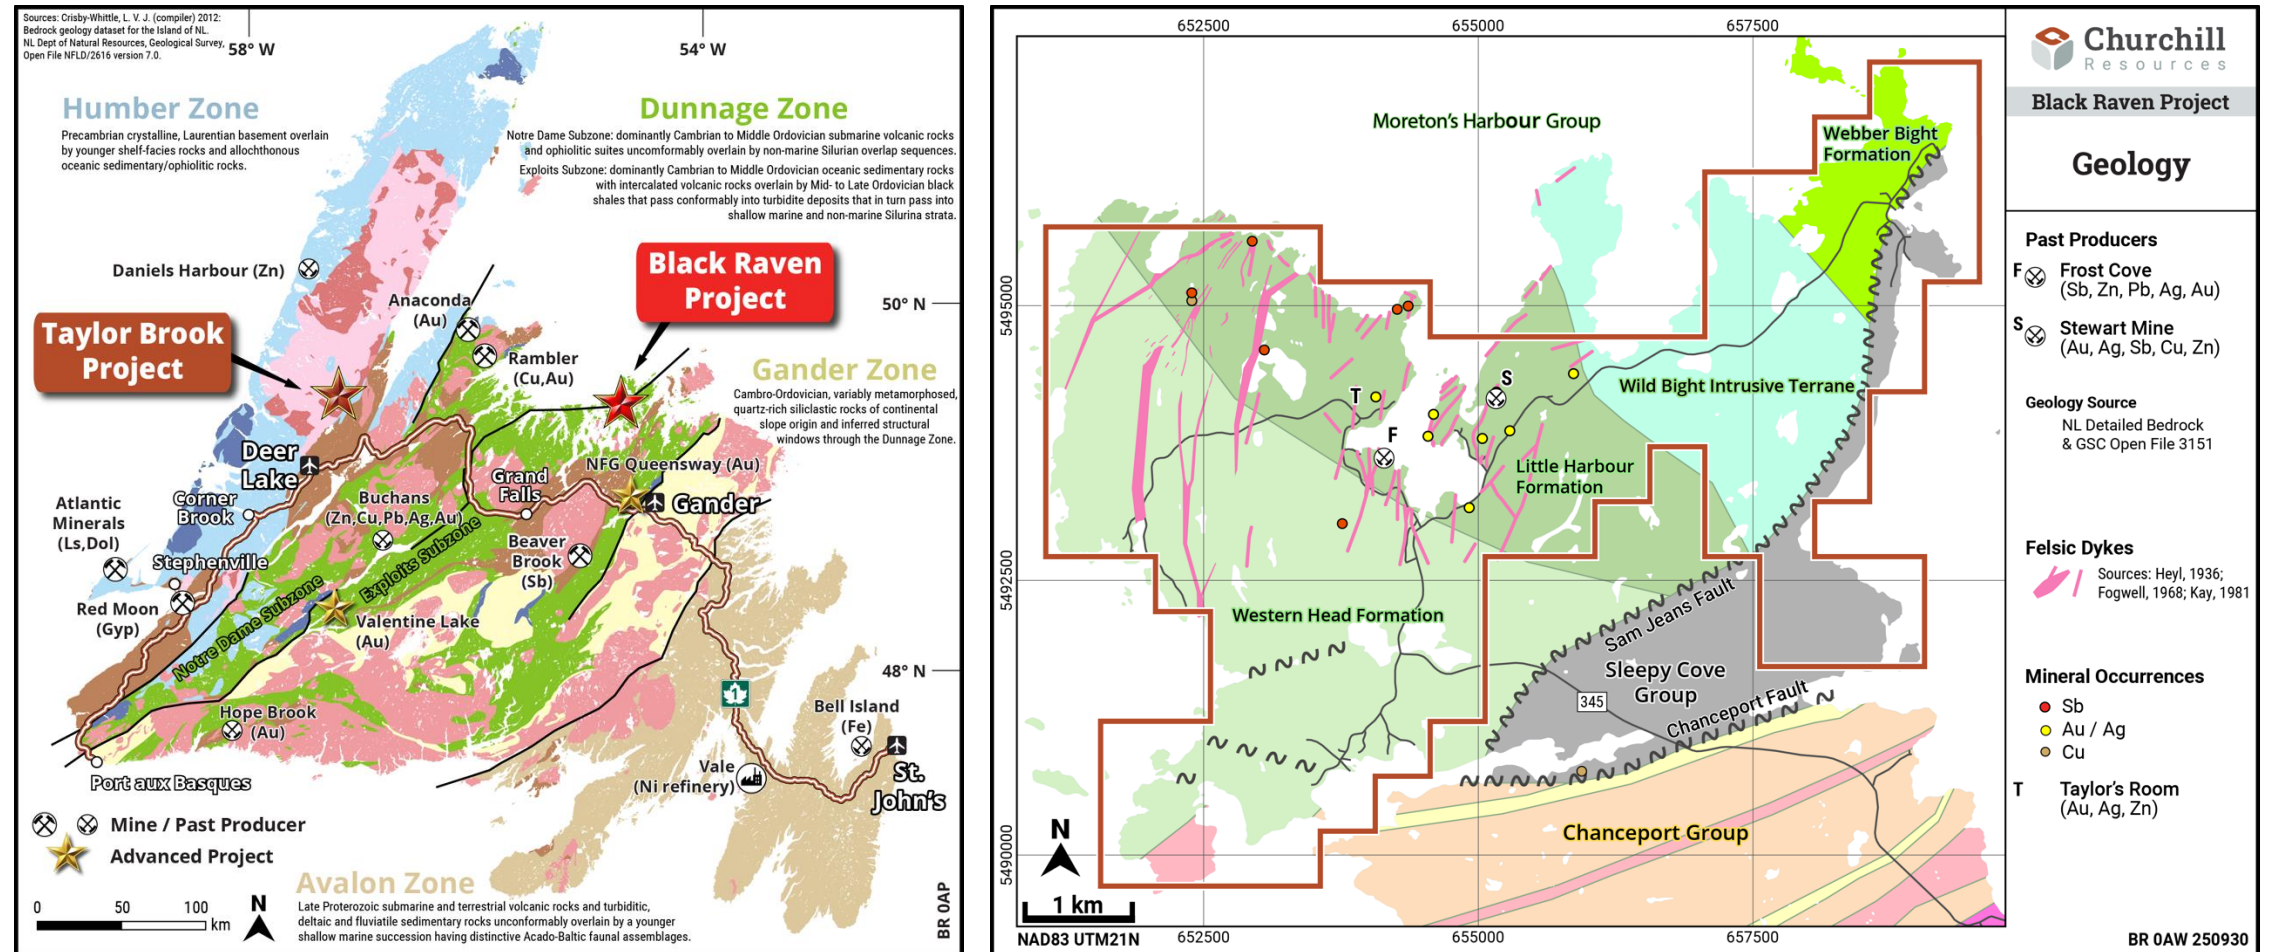 Sources: Crisby-Whittle, L. V. J. (compiler) 2012:
Bedrock geology dataset for the Island of NL.
NL Dept of Natural Resources, Geological Survey,
Open File NFLD/2616 version 7.0.
58° W
54° W
Humber Zone
Precambrian crystalline, Laurentian basement overlain
by younger shelf-facies rocks and allochthonous
oceanic sedimentary/ophiolitic rocks.
Dunnage Zone
Notre Dame Subzone: dominantly Cambrian to Middle Ordovician submarine volcanic rocks
and ophiolitic suites uncomformably overlain by non-marine Silurian overlap sequences.
Exploits Subzone: dominantly Cambrian to Middle Ordovician oceanic sedimentary rocks
with intercalated volcanic rocks overlain by Mid- to Late Ordovician black
shales that pass conformably into turbidite deposits that in turn pass into
shallow marine and non-marine Silurina strata.
Daniels Harbour (Zn)
Black Raven
Project
Anaconda
(Au)
50° N
Taylor Brook
Project
Rambler
(Cu,Au)
Gander Zone
Cambro-Ordovician, variably metamorphosed,
quartz-rich siliclastic rocks of continental
slope origin and inferred structural
windows through the Dunnage Zone.
Deer
Lake
NFG Queensway (Au)
Grand
Falls
Gander
Corner
Brook
Buchans
(Zn,Cu,Pb,Ag,Au)
Atlantic
Minerals
(Ls,Dol)
Beaver
Brook
(Sb)
Stephenville
Exploits Subzone
Notre Dame Subzone
Red Moon
(Gyp)
Valentine Lake
(Au)
48° N
1
Hope Brook
(Au)
Bell Island
(Fe)
Port aux Basques
Vale
(Ni refinery)
St.
John's
Mine / Past Producer
Advanced Project
Avalon Zone
Late Proterozoic submarine and terrestrial volcanic rocks and turbiditic,
deltaic and fluviatile sedimentary rocks uncomformably overlain by a younger
shallow marine succession having distinctive Acado-Baltic faunal assemblages.
0 50 100
km
N
BR 0AP
652500 655000 657500
Moreton's Harbour Group
Webber Bight
Formation
5495000
Wild Bight Intrusive Terrane
T
S
F
Little Harbour
Formation
5492500
Western Head Formation
Sam Jeans Fault
Sleepy Cove
Group
345
Chanceport Fault
Chanceport Group
5490000
N
1 km
NAD83 UTM21N
652500 655000 657500
Churchill
Resources
Black Raven Project
Geology
Past Producers
F Frost Cove
(Sb, Zn, Pb, Ag, Au)
S Stewart Mine
(Au, Ag, Sb, Cu, Zn)
Geology Source
NL Detailed Bedrock
& GSC Open File 3151
Felsic Dykes
Sources: Heyl, 1936;
Fogwell, 1968; Kay, 1981
Mineral Occurrences
Sb
Au / Ag
Cu
T Taylor's Room
(Au, Ag, Zn)
BR 0AW 250930